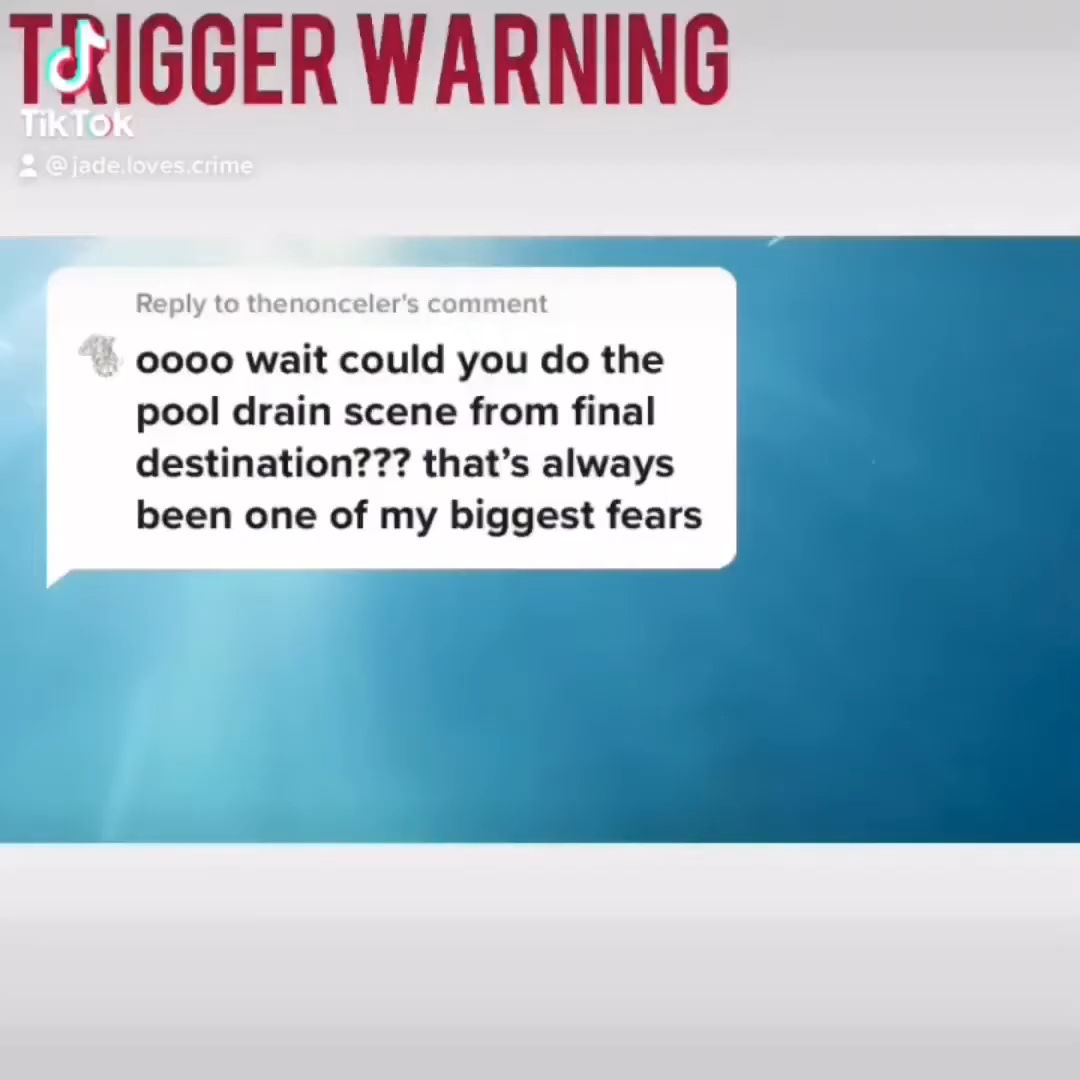 TRIGGER WARNING
TikTok
@jade.loves.crime
Reply to thenonceler's comment
oooo wait could you do the
pool drain scene from final
destination??? that’s always
been one of my biggest fears